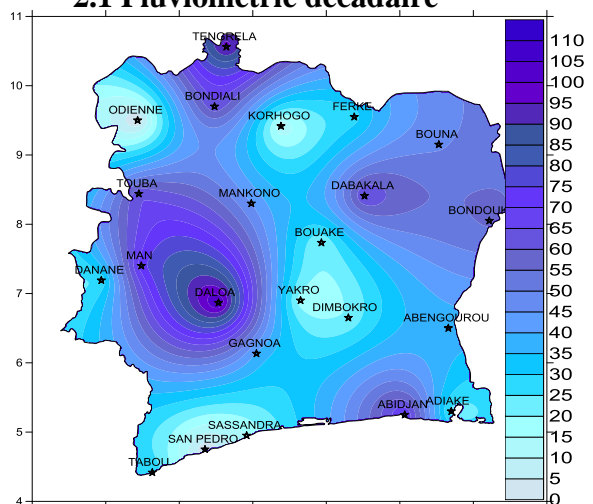 2.1 Pluviométrie décadaire
11
10
9
8
7
6
5
4
TENGRELA
BONDIALI
ODIENNE
KORHOGO
FERKE
BOUNA
TOUBA
MANKONO
DABAKALA
BONDOUK
BOUAKE
MAN
DANANE
DALOA
YAKRO
DIMBOKRO
ABENGOUROU
GAGNOA
ABIDJAN
ADIAKE
SASSANDRA
SAN PEDRO
TABOU
110
105
100
95
90
85
80
75
70
65
60
55
50
45
40
35
30
25
20
15
10
5
0